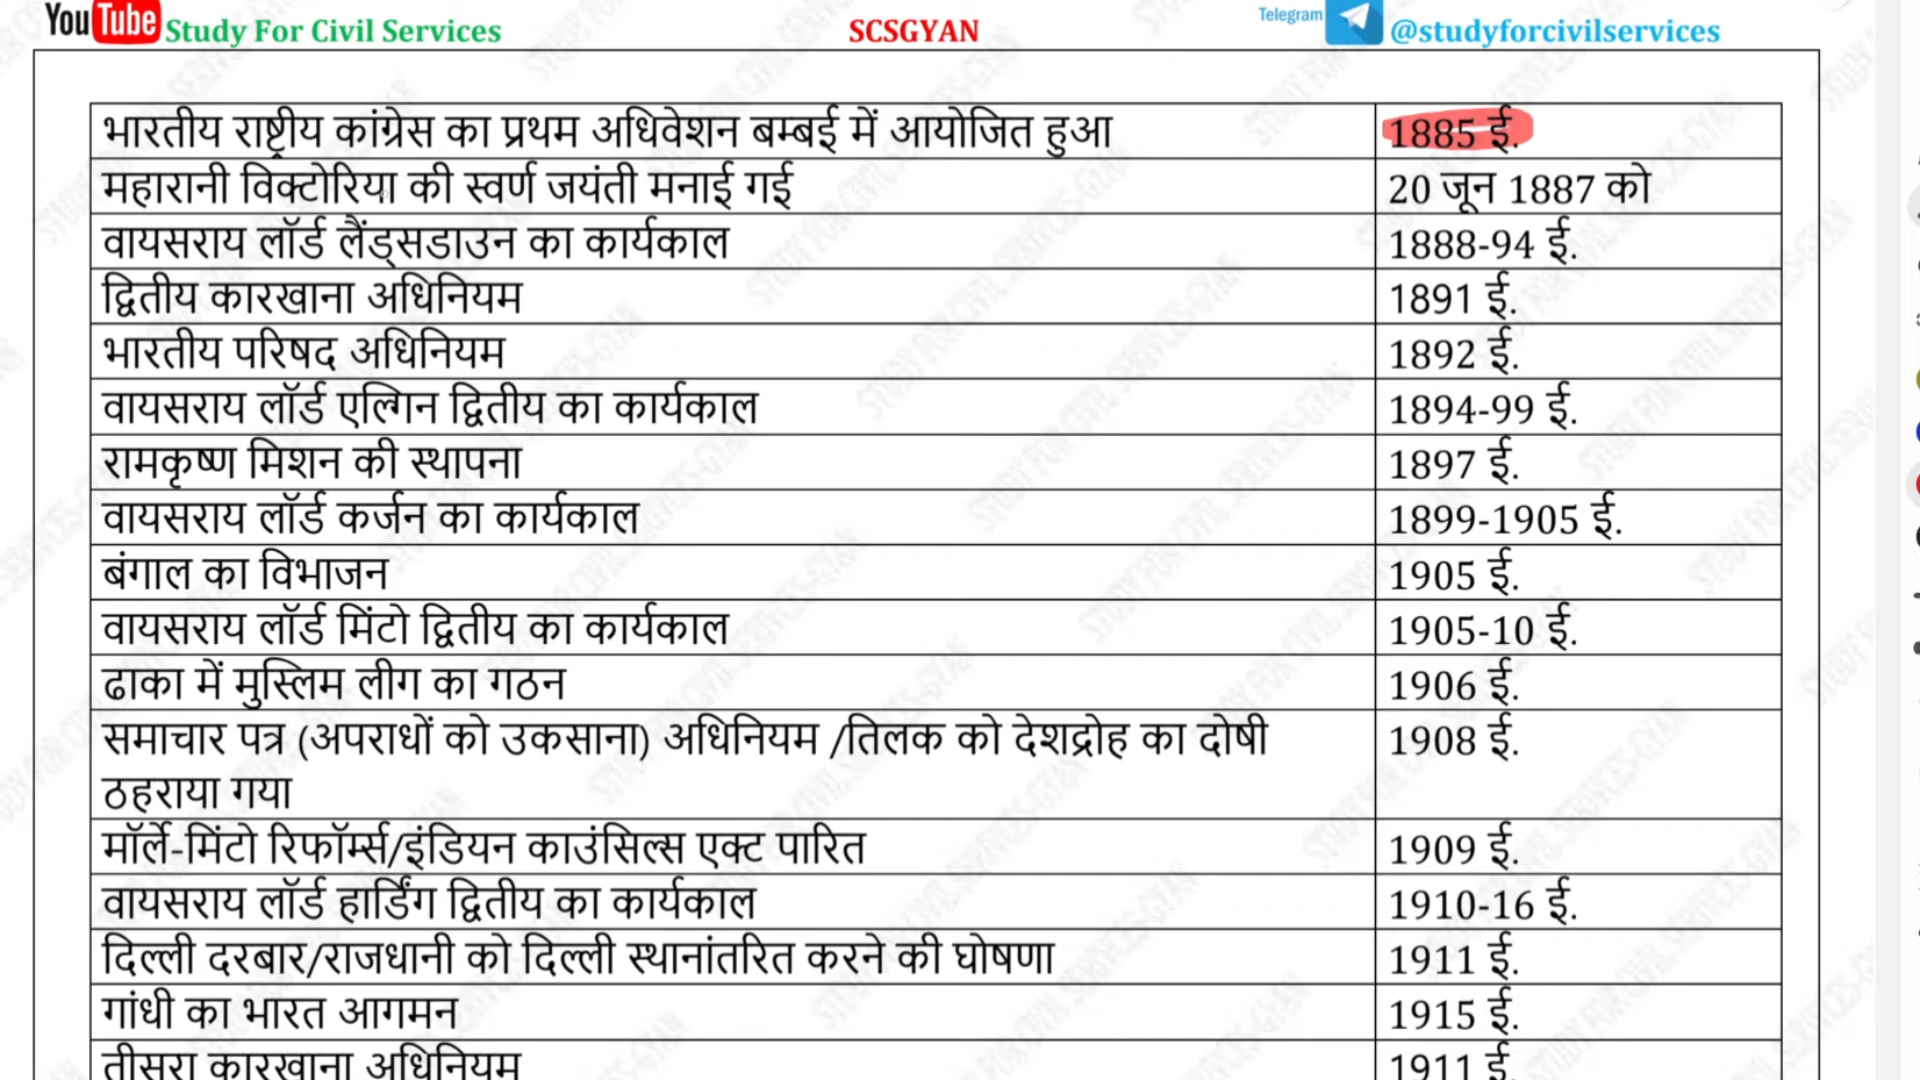 YouTube Study For Civil Services SCSGYAN Telegram @studyforcivilservices
भारतीय राष्ट्रीय कांग्रेस का प्रथम अधिवेशन बम्बई में आयोजित हुआ 1885 ई.
महारानी विक्टोरिया की स्वर्ण जयंती मनाई गई 20 जून 1887 को
वायसराय लॉर्ड लैंड्सडाउन का कार्यकाल 1888-94 ई.
द्वितीय कारखाना अधिनियम 1891 ई.
भारतीय परिषद अधिनियम 1892 ई.
वायसराय लॉर्ड एल्गिन द्वितीय का कार्यकाल 1894-99 ई.
रामकृष्ण मिशन की स्थापना 1897 ई.
वायसराय लॉर्ड कर्जन का कार्यकाल 1899-1905 ई.
बंगाल का विभाजन 1905 ई.
वायसराय लॉर्ड मिंटो द्वितीय का कार्यकाल 1905-10 ई.
ढाका में मुस्लिम लीग का गठन 1906 ई.
समाचार पत्र (अपराधों को उकसाना) अधिनियम /तिलक को देशद्रोह का दोषी 1908 ई.
ठहराया गया
मॉर्ले-मिंटो रिफॉर्म्स/इंडियन काउंसिल्स एक्ट पारित 1909 ई.
वायसराय लॉर्ड हार्डिंग द्वितीय का कार्यकाल 1910-16 ई.
दिल्ली दरबार/राजधानी को दिल्ली स्थानांतरित करने की घोषणा 1911 ई.
गांधी का भारत आगमन 1915 ई.
तीसरा कारखाना अधिनियम 1911 ई.